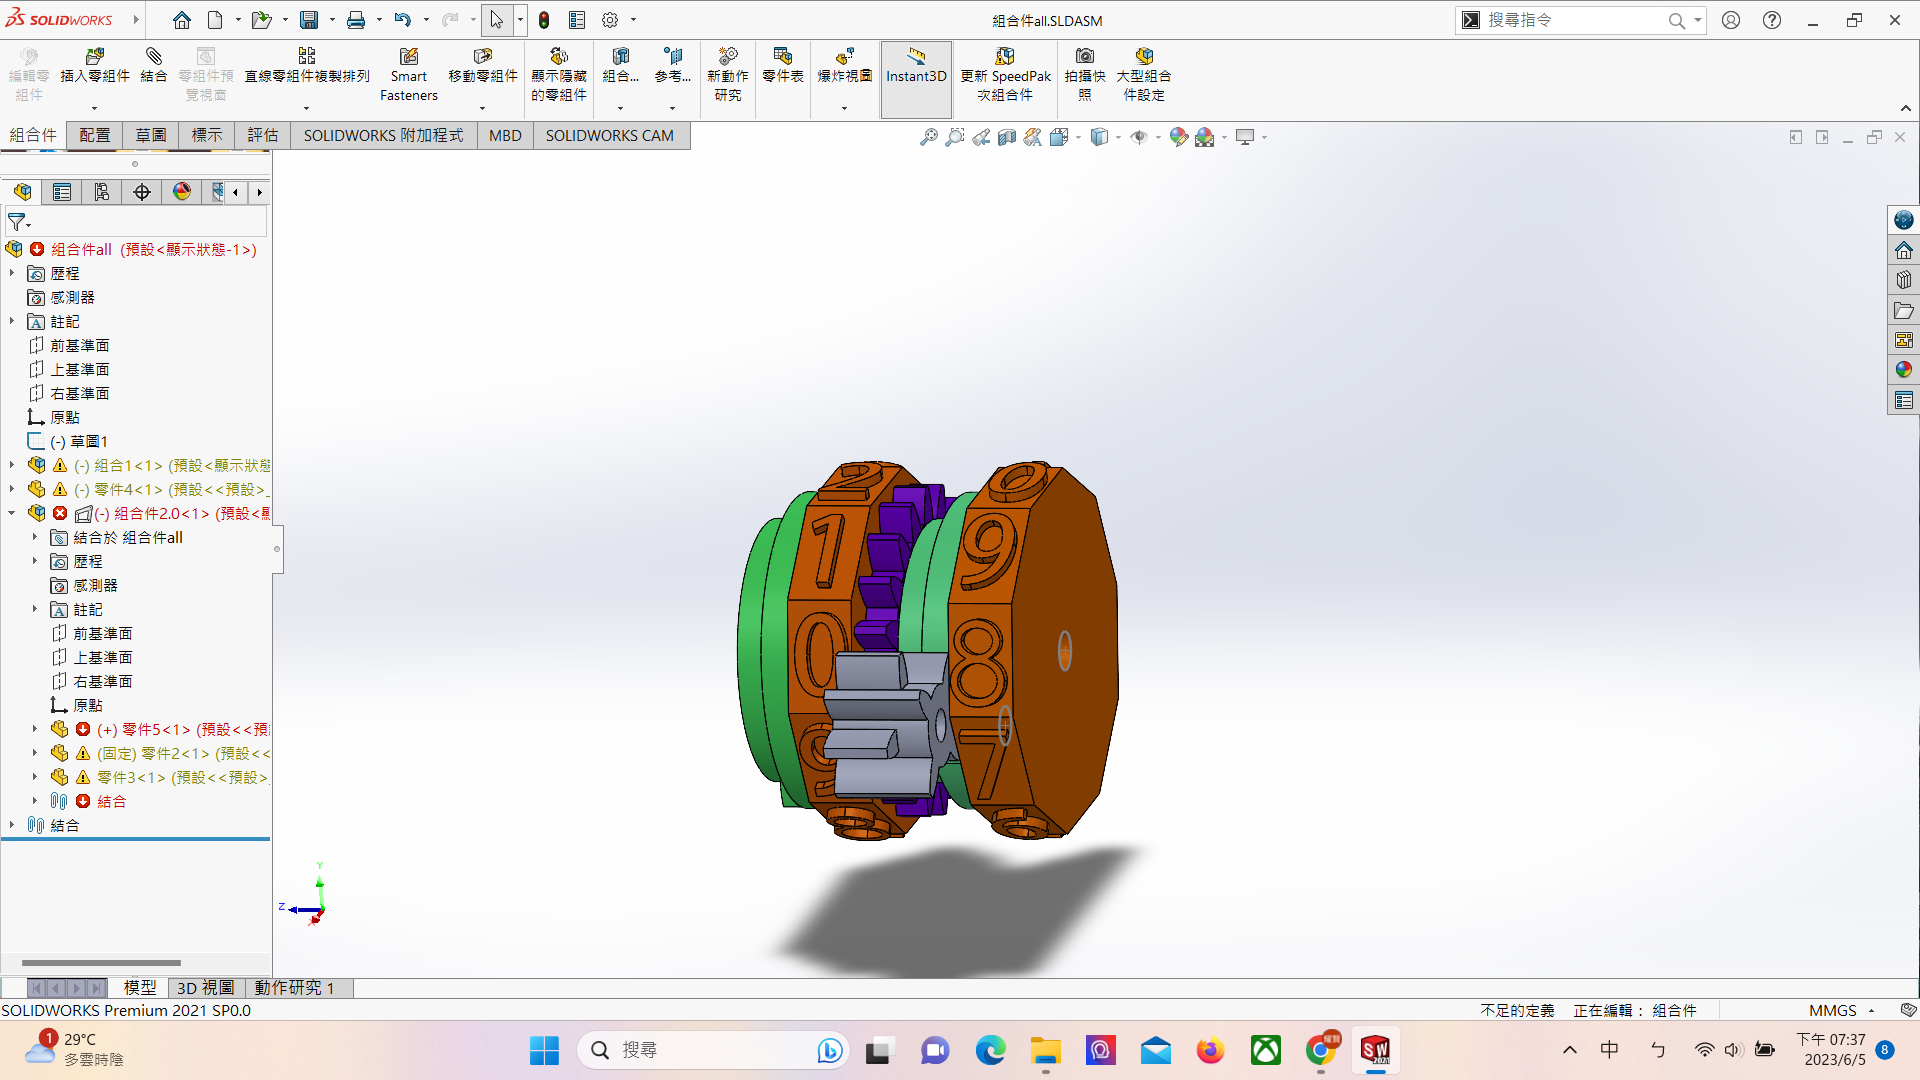 SOLIDWORKS
組合件all.SLDASM
搜尋指令
編輯零組件
插入零組件
結合
零組件預覽視窗
直線零組件複製排列
Smart Fasteners
移動零組件
顯示隱藏的零組件
組合...
參考...
新動作研究
零件表
爆炸視圖
Instant3D
更新 SpeedPak 次組合件
拍攝快照
大型組合件設定
組合件
配置
草圖
標示
評估
SOLIDWORKS 附加程式
MBD
SOLIDWORKS CAM
組合件all (預設<顯示狀態-1>)
歷程
感測器
註記
前基準面
上基準面
右基準面
原點
(-) 草圖1
(-) 組合1<1> (預設<顯示狀態
(-) 零件4<1> (預設<<預設>_
(-) 組合件2.0<1> (預設<顯
結合於 組合件all
歷程
感測器
註記
前基準面
上基準面
右基準面
原點
(+) 零件5<1> (預設<<預
(固定) 零件2<1> (預設<<
零件3<1> (預設<<預設>_
結合
結合
2
1
0
9
0
9
8
7
Y
Z
模型
3D 視圖
動作研究 1
SOLIDWORKS Premium 2021 SP0.0
不足的定義
正在編輯： 組合件
MMGS
1
29°C
多雲時陰
搜尋
SW
2021
中
ㄅ
下午 07:37
2023/6/5
8